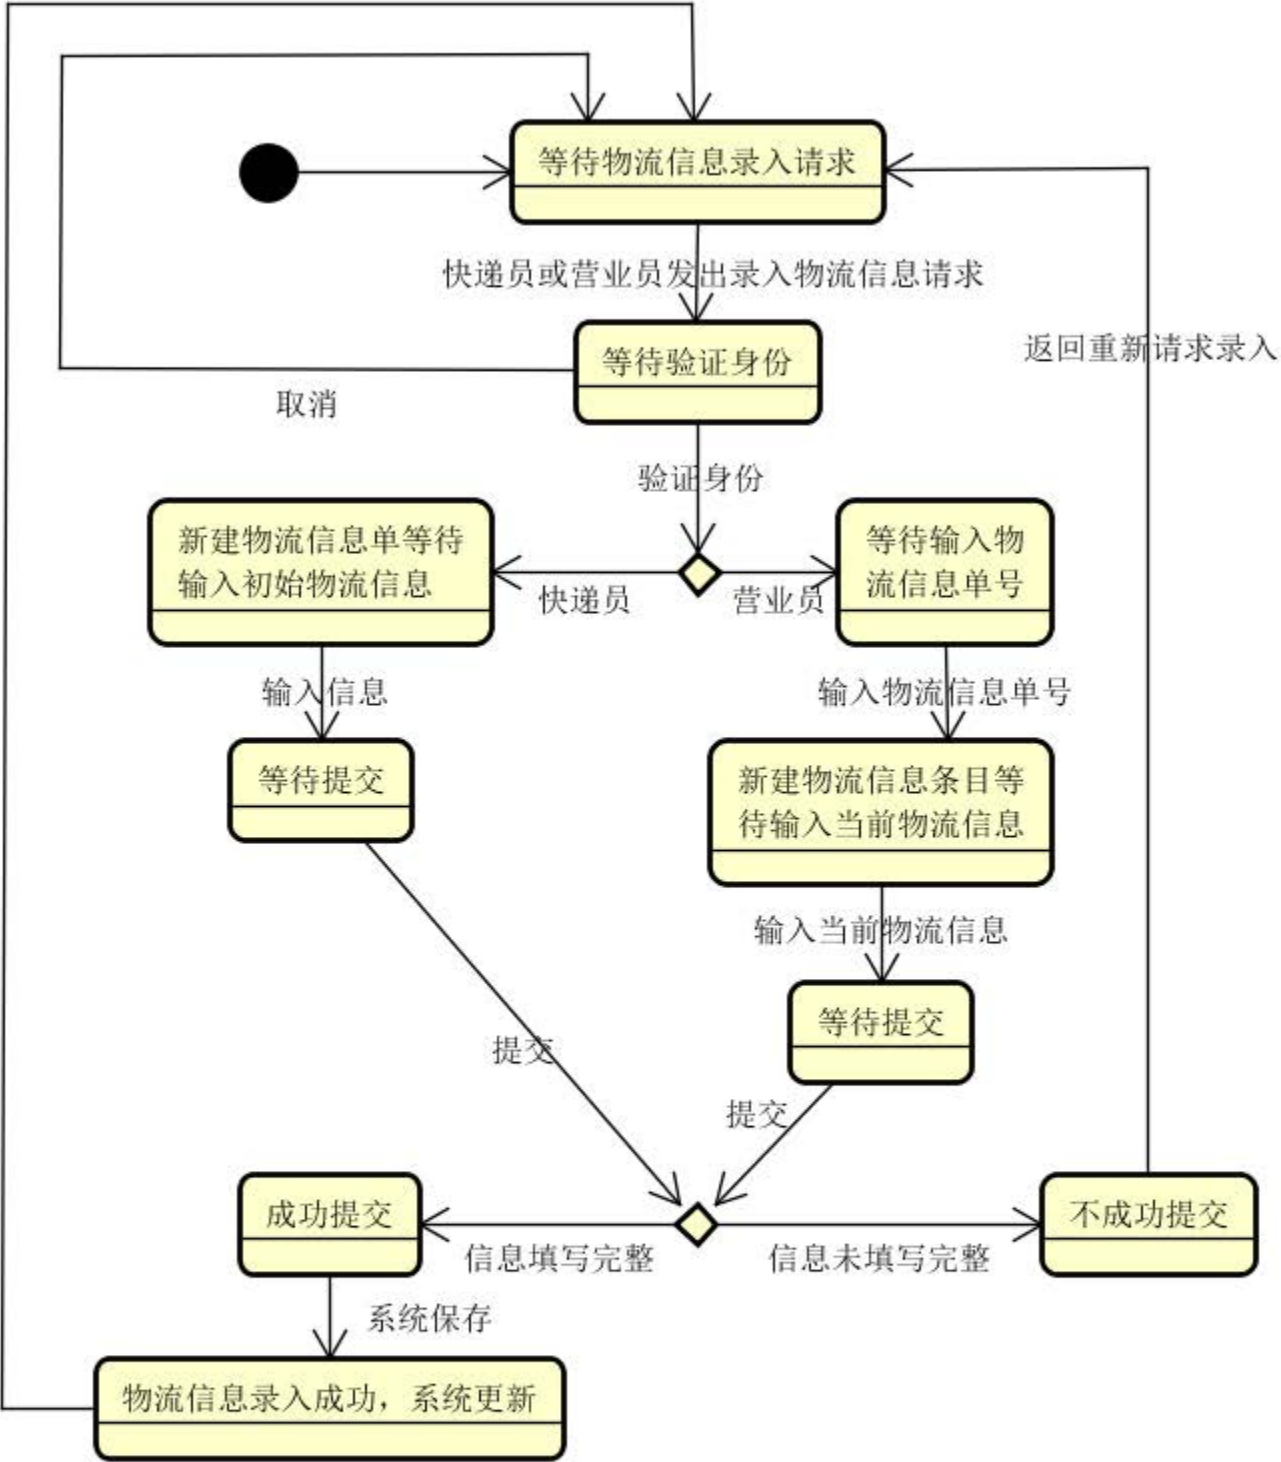 等待物流信息录入请求
快递员或营业员发出录入物流信息请求
返回重新请求录入
等待验证身份
取消
验证身份
新建物流信息单等待
输入初始物流信息
等待输入物
流信息单号
快递员
营业员
输入信息
输入物流信息单号
等待提交
新建物流信息条目等
待输入当前物流信息
输入当前物流信息
等待提交
提交
提交
成功提交
不成功提交
信息填写完整
信息未填写完整
系统保存
物流信息录入成功，系统更新